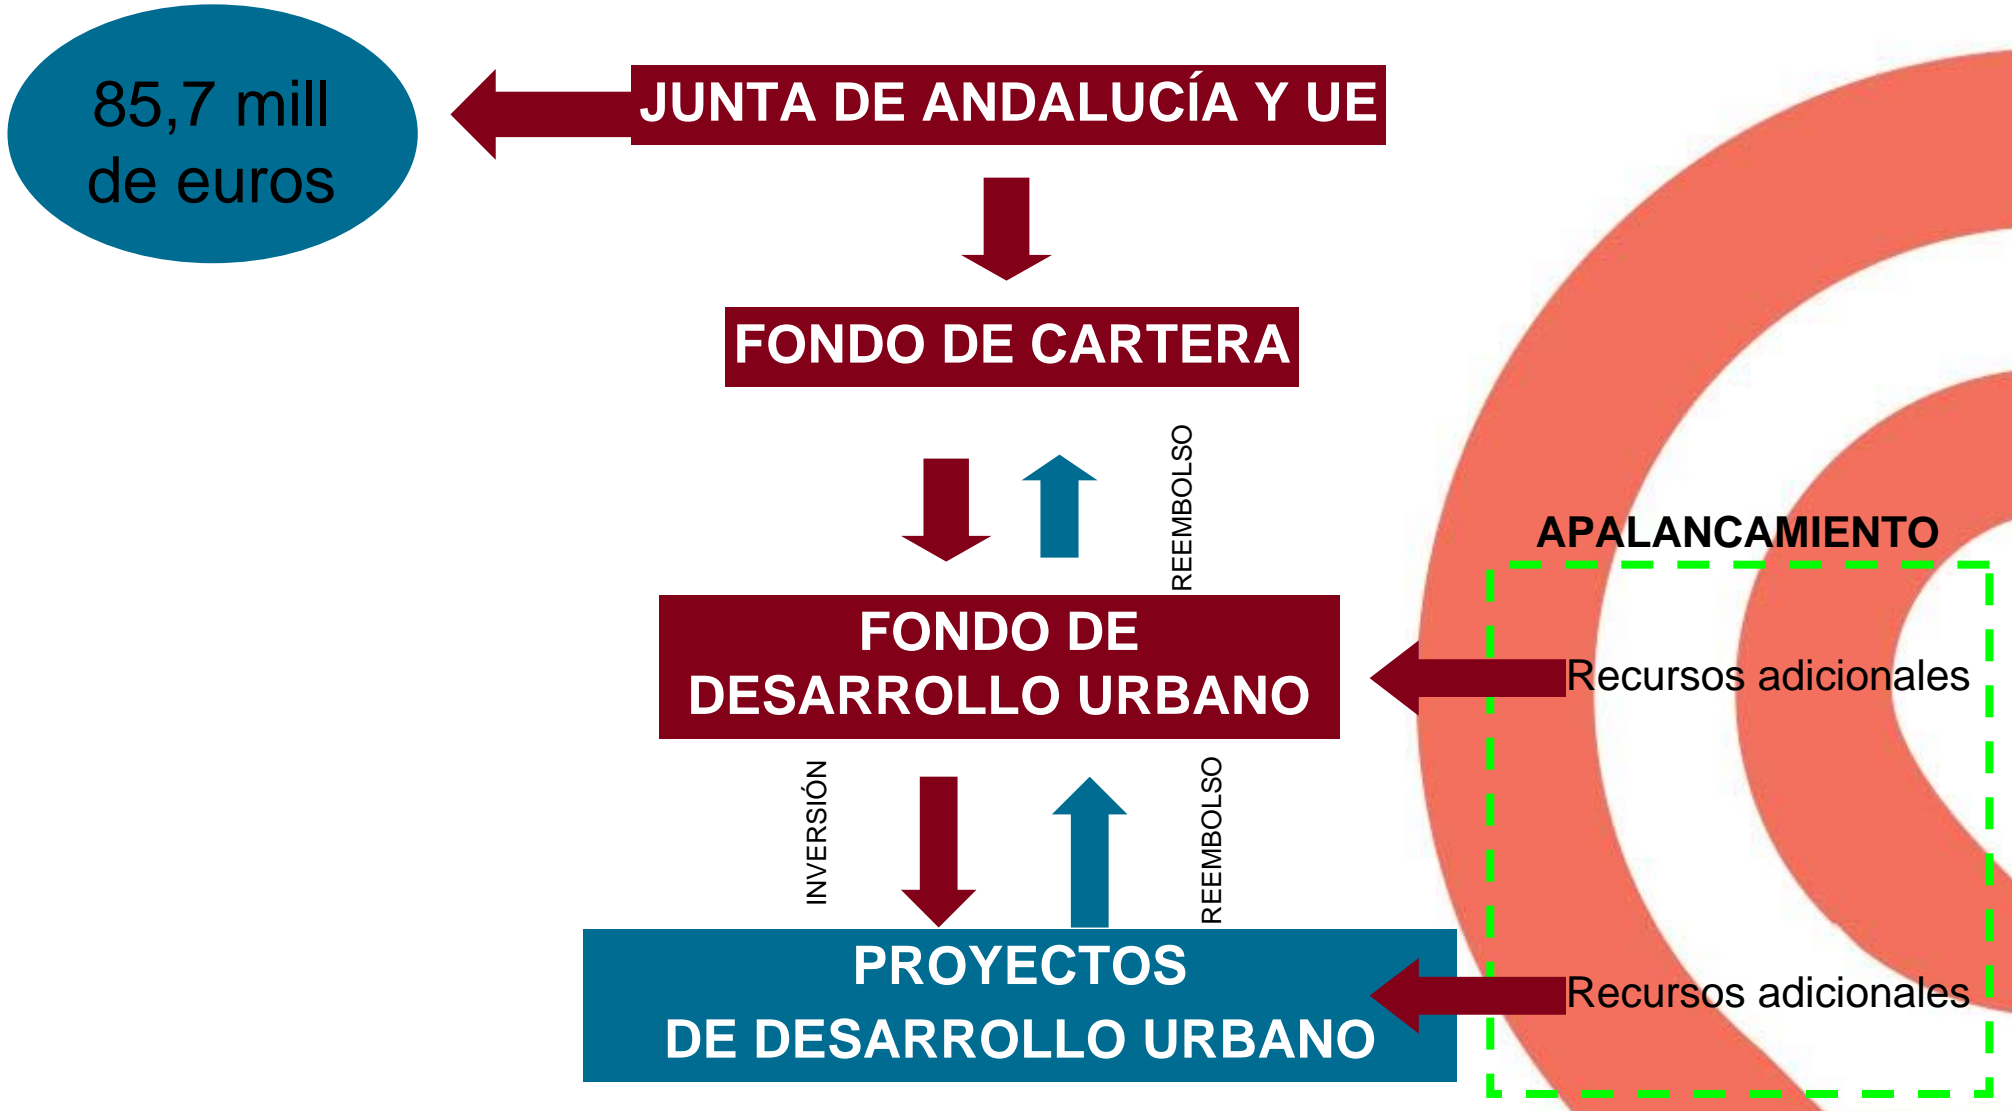 85,7 mill
de euros
JUNTA DE ANDALUCÍA Y UE
FONDO DE CARTERA
REEMBOLSO
APALANCAMIENTO
FONDO DE
DESARROLLO URBANO
Recursos adicionales
INVERSIÓN
REEMBOLSO
PROYECTOS
DE DESARROLLO URBANO
Recursos adicionales